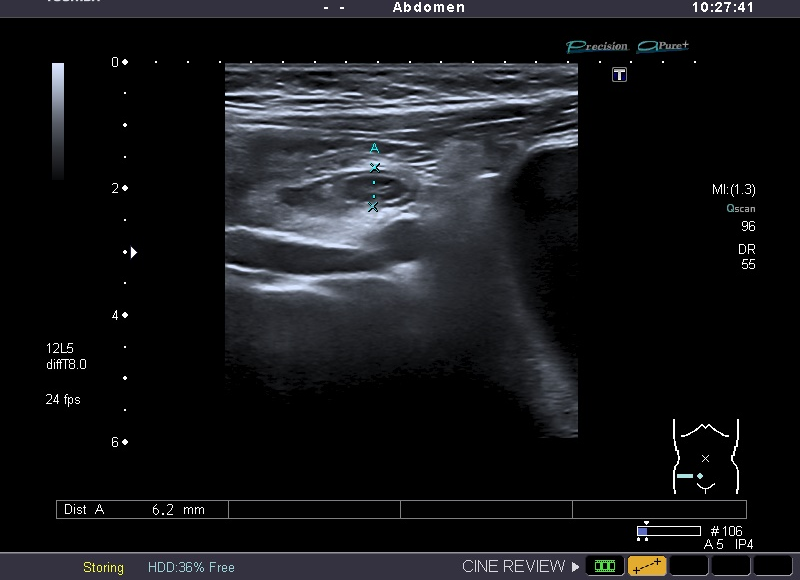 - - Abdomen 10:27:41
Precision APure+
T
0
A
2
MI:(1.3)
Qscan
96
DR
55
4
12L5
diffT8.0
24 fps
6
Dist A 6.2 mm
#106
A 5 IP4
Storing HDD:36% Free CINE REVIEW